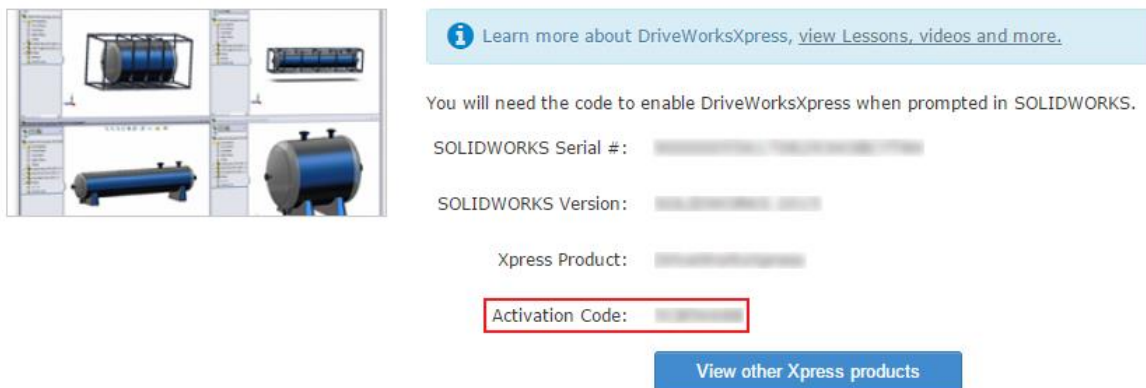 Learn more about DriveWorksXpress, view Lessons, videos and more.
You will need the code to enable DriveWorksXpress when prompted in SOLIDWORKS.
SOLIDWORKS Serial #:
SOLIDWORKS Version:
Xpress Product:
Activation Code:
View other Xpress products